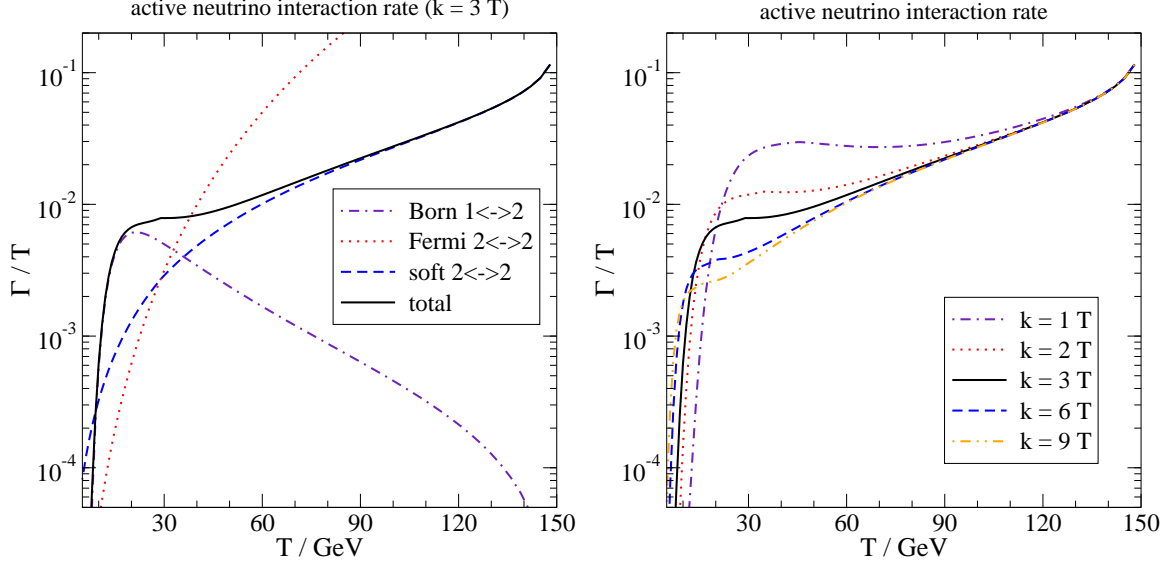 active neutrino interaction rate (k = 3 T)
10^-1
10^-2
10^-3
10^-4
Γ / T
Born 1<->2
Fermi 2<->2
soft 2<->2
total
30 60 90 120 150
T / GeV
active neutrino interaction rate
10^-1
10^-2
10^-3
10^-4
Γ / T
k = 1 T
k = 2 T
k = 3 T
k = 6 T
k = 9 T
30 60 90 120 150
T / GeV